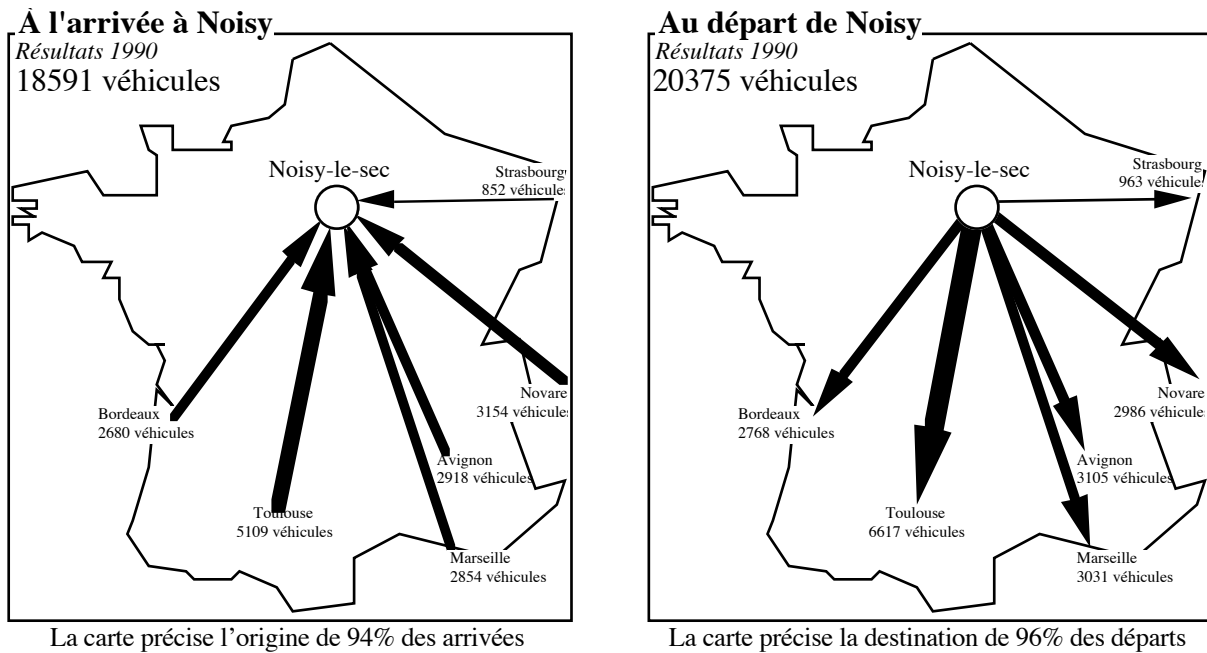 À l'arrivée à Noisy
Résultats 1990
18591 véhicules
Noisy-le-sec
Strasbourg
852 véhicules
Bordeaux
2680 véhicules
Novare
3154 véhicules
Avignon
2918 véhicules
Toulouse
5109 véhicules
Marseille
2854 véhicules
La carte précise l’origine de 94% des arrivées
Au départ de Noisy
Résultats 1990
20375 véhicules
Noisy-le-sec
Strasbourg
963 véhicules
Bordeaux
2768 véhicules
Novare
2986 véhicules
Avignon
3105 véhicules
Toulouse
6617 véhicules
Marseille
3031 véhicules
La carte précise la destination de 96% des départs